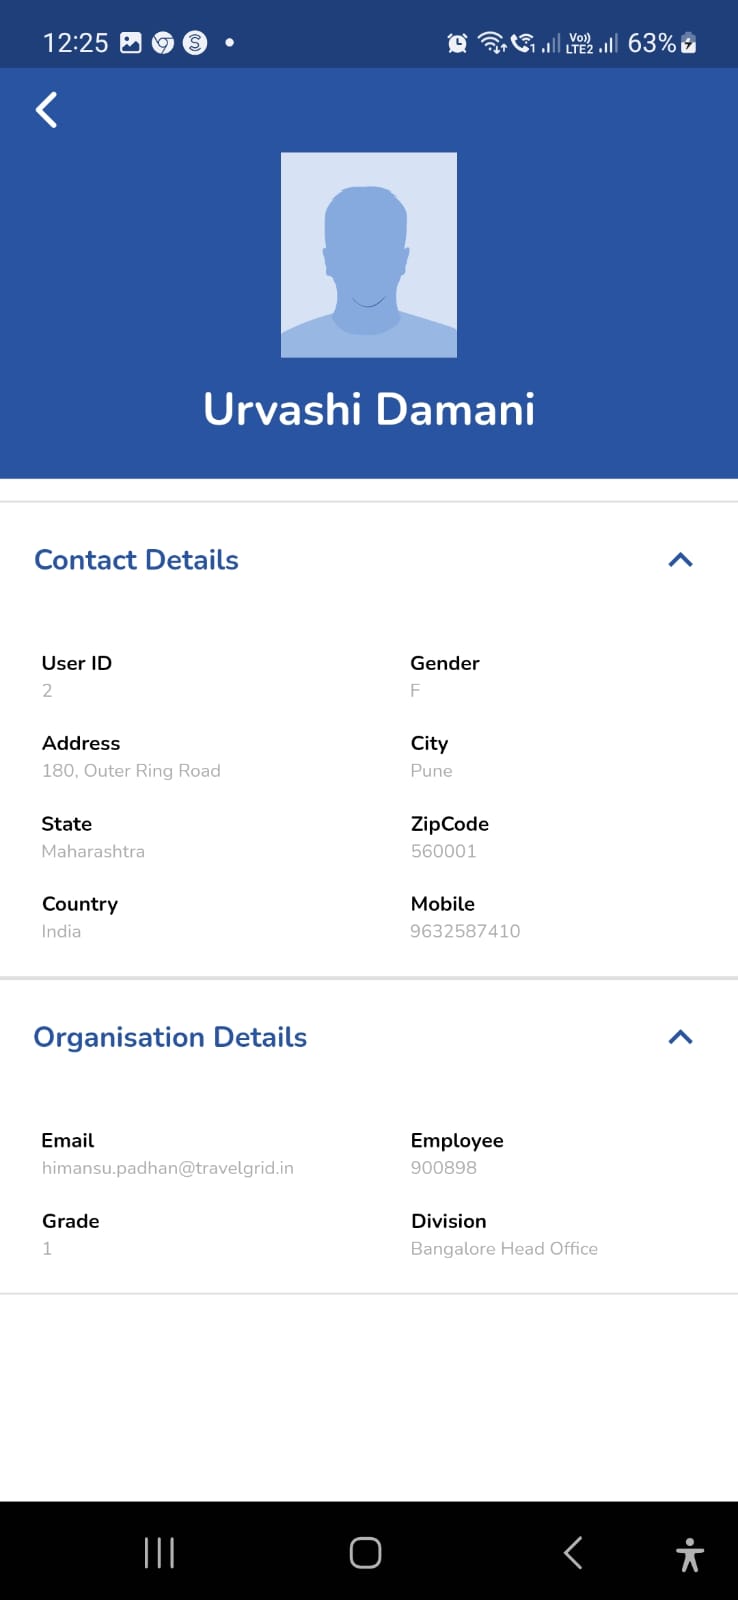 12:25 63%
Vo))
LTE2
Urvashi Damani
Contact Details
User ID Gender
2 F
Address City
180, Outer Ring Road Pune
State ZipCode
Maharashtra 560001
Country Mobile
India 9632587410
Organisation Details
Email Employee
himansu.padhan@travelgrid.in 900898
Grade Division
1 Bangalore Head Office